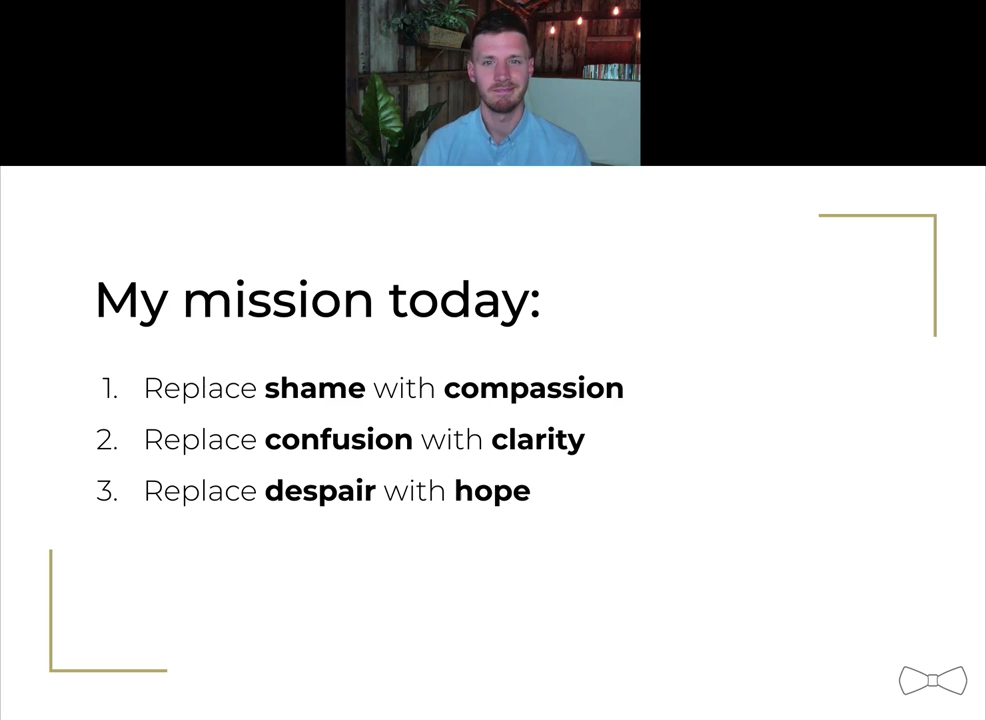 My mission today:
1. Replace shame with compassion
2. Replace confusion with clarity
3. Replace despair with hope